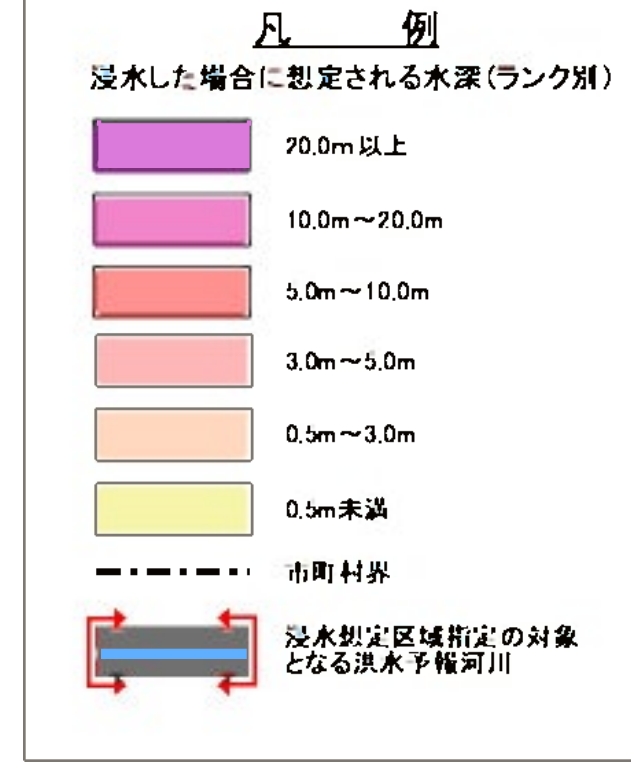 凡 例
浸水した場合に想定される水深(ランク別)
20.0m以上
10.0m～20.0m
5.0m～10.0m
3.0m～5.0m
0.5m～3.0m
0.5m未満
市町村界
浸水想定区域指定の対象
となる洪水予報河川